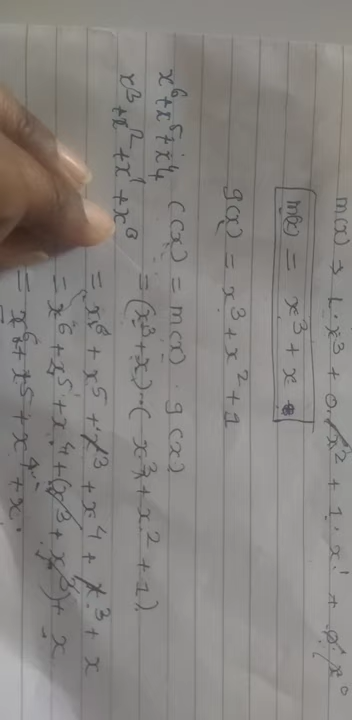 m(x) → 1·x³ + 0·x² + 1·x¹ + 0·x⁰
m(x) = x³ + x
g(x) = x³ + x² + 1
c(x) = m(x) · g(x)
= (x³ + x) · (x³ + x² + 1)
= x⁶ + x⁵ + x³ + x⁴ + x³ + x
= x⁶ + x⁵ + x⁴ + (x³ + x³) + x
= x⁶ + x⁵ + x⁴ + x.
x⁶ + x⁵ + x⁴
x³ + x² + x¹ + x⁰